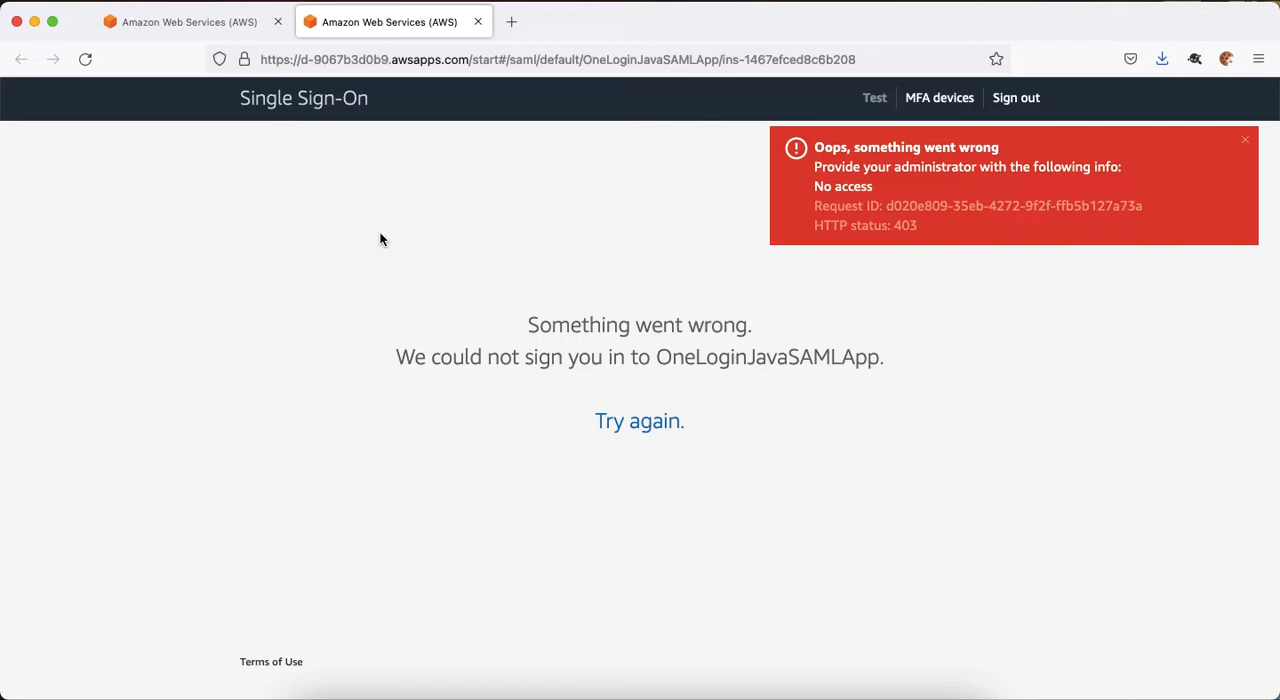 Amazon Web Services (AWS)
Amazon Web Services (AWS)
https://d-9067b3d0b9.awsapps.com/start#/saml/default/OneLoginJavaSAMLApp/ins-1467efced8c6b208
Single Sign-On
Test
MFA devices
Sign out
Oops, something went wrong
Provide your administrator with the following info:
No access
Request ID: d020e809-35eb-4272-9f2f-ffb5b127a73a
HTTP status: 403
Something went wrong.
We could not sign you in to OneLoginJavaSAMLApp.
Try again.
Terms of Use